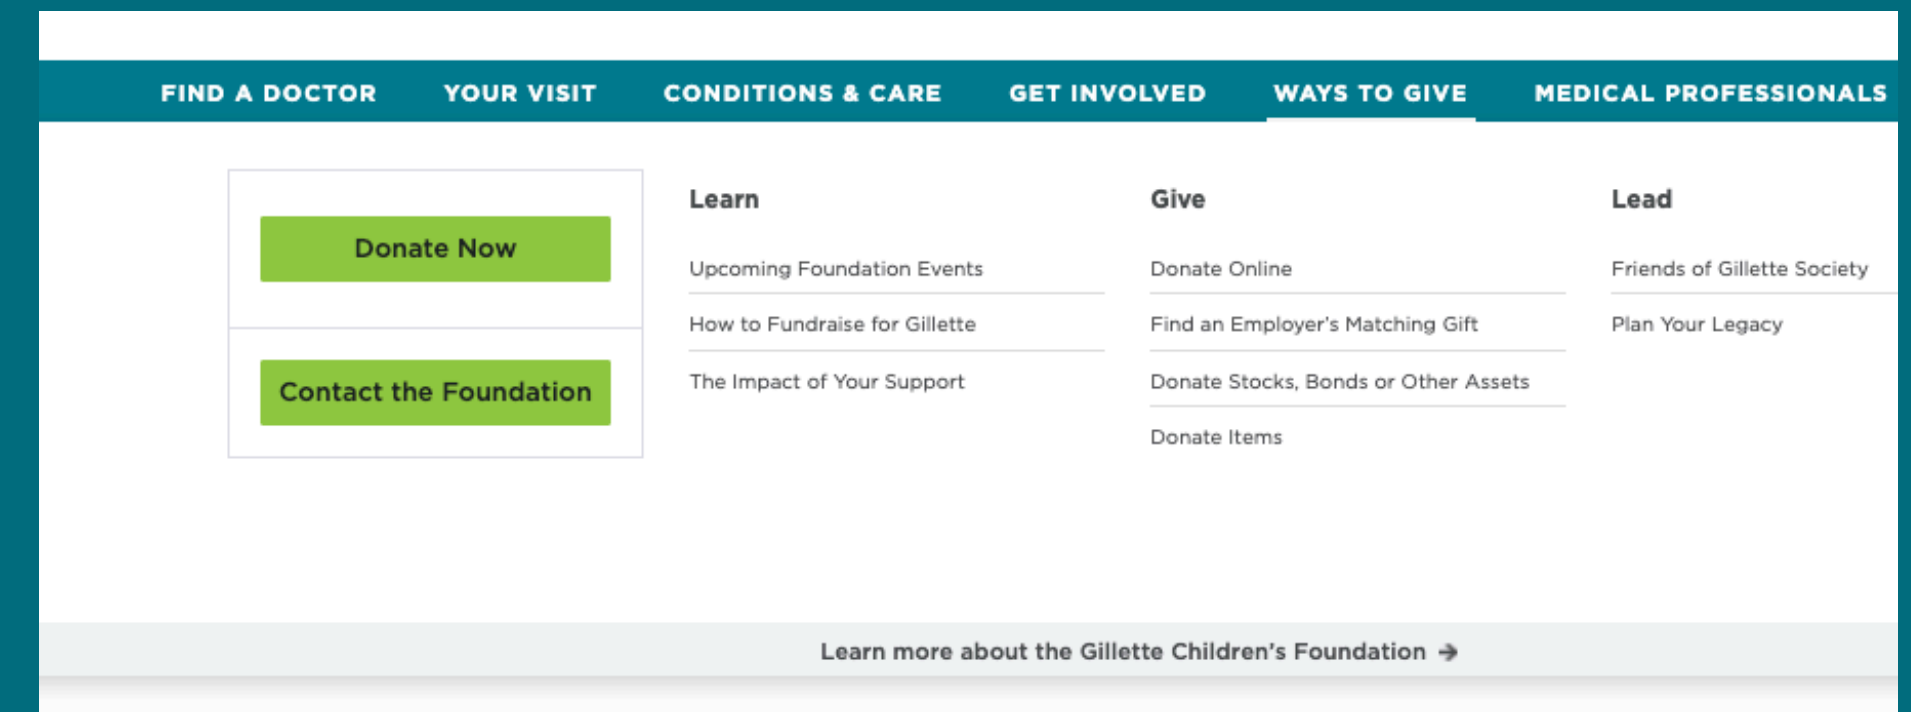 FIND A DOCTOR YOUR VISIT CONDITIONS & CARE GET INVOLVED WAYS TO GIVE MEDICAL PROFESSIONALS
Donate Now
Contact the Foundation
Learn
Upcoming Foundation Events
How to Fundraise for Gillette
The Impact of Your Support
Give
Donate Online
Find an Employer's Matching Gift
Donate Stocks, Bonds or Other Assets
Donate Items
Lead
Friends of Gillette Society
Plan Your Legacy
Learn more about the Gillette Children's Foundation →